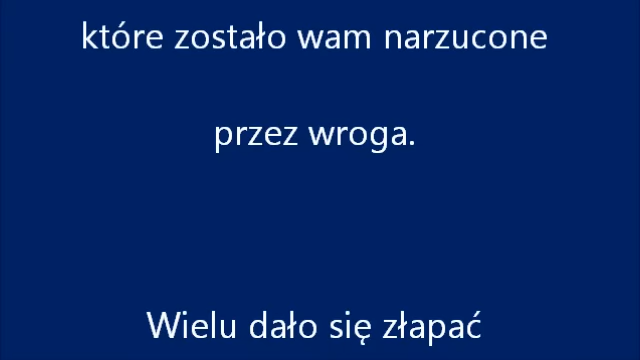 które zostało wam narzucone
przez wroga.
Wielu dało się złapać